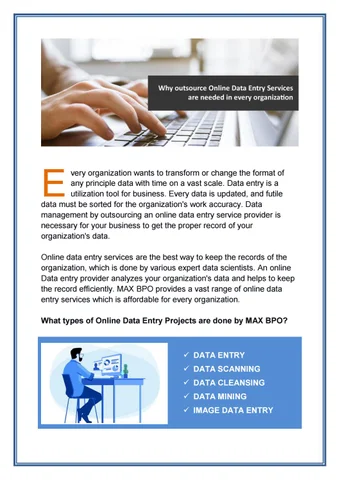 Why outsource Online Data Entry Services
are needed in every organization
Every organization wants to transform or change the format of
any principle data with time on a vast scale. Data entry is a
utilization tool for business. Every data is updated, and futile
data must be sorted for the organization's work accuracy. Data
management by outsourcing an online data entry service provider is
necessary for your business to get the proper record of your
organization's data.
Online data entry services are the best way to keep the records of the
organization, which is done by various expert data scientists. An online
Data entry provider analyzes your organization's data and helps to keep
the record efficiently. MAX BPO provides a vast range of online data
entry services which is affordable for every organization.
What types of Online Data Entry Projects are done by MAX BPO?
✓ DATA ENTRY
✓ DATA SCANNING
✓ DATA CLEANSING
✓ DATA MINING
✓ IMAGE DATA ENTRY